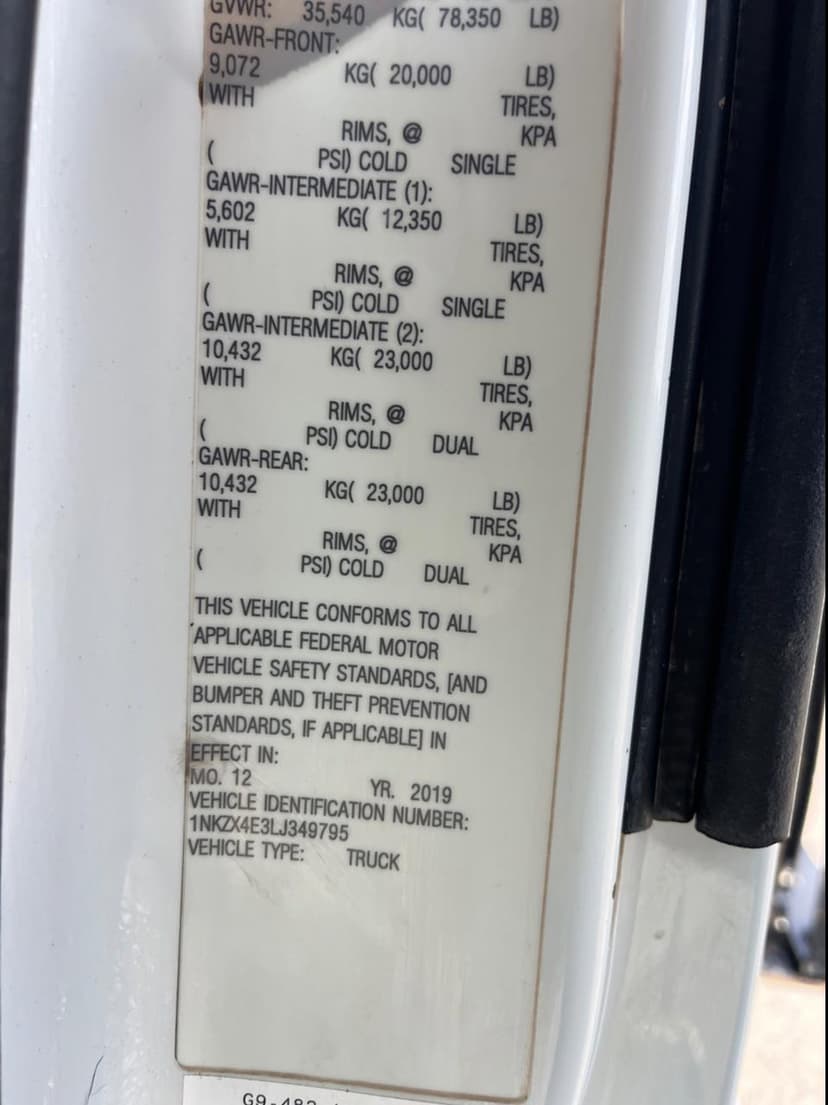 GVWR: 35,540 KG( 78,350 LB)
GAWR-FRONT:
9,072 KG( 20,000 LB)
WITH TIRES,
RIMS, @ KPA
( PSI) COLD SINGLE
GAWR-INTERMEDIATE (1):
5,602 KG( 12,350 LB)
WITH TIRES,
RIMS, @ KPA
( PSI) COLD SINGLE
GAWR-INTERMEDIATE (2):
10,432 KG( 23,000 LB)
WITH TIRES,
RIMS, @ KPA
( PSI) COLD DUAL
GAWR-REAR:
10,432 KG( 23,000 LB)
WITH TIRES,
RIMS, @ KPA
( PSI) COLD DUAL
THIS VEHICLE CONFORMS TO ALL
APPLICABLE FEDERAL MOTOR
VEHICLE SAFETY STANDARDS, [AND
BUMPER AND THEFT PREVENTION
STANDARDS, IF APPLICABLE] IN
EFFECT IN:
MO. 12 YR. 2019
VEHICLE IDENTIFICATION NUMBER:
1NKZX4E3LJ349795
VEHICLE TYPE: TRUCK